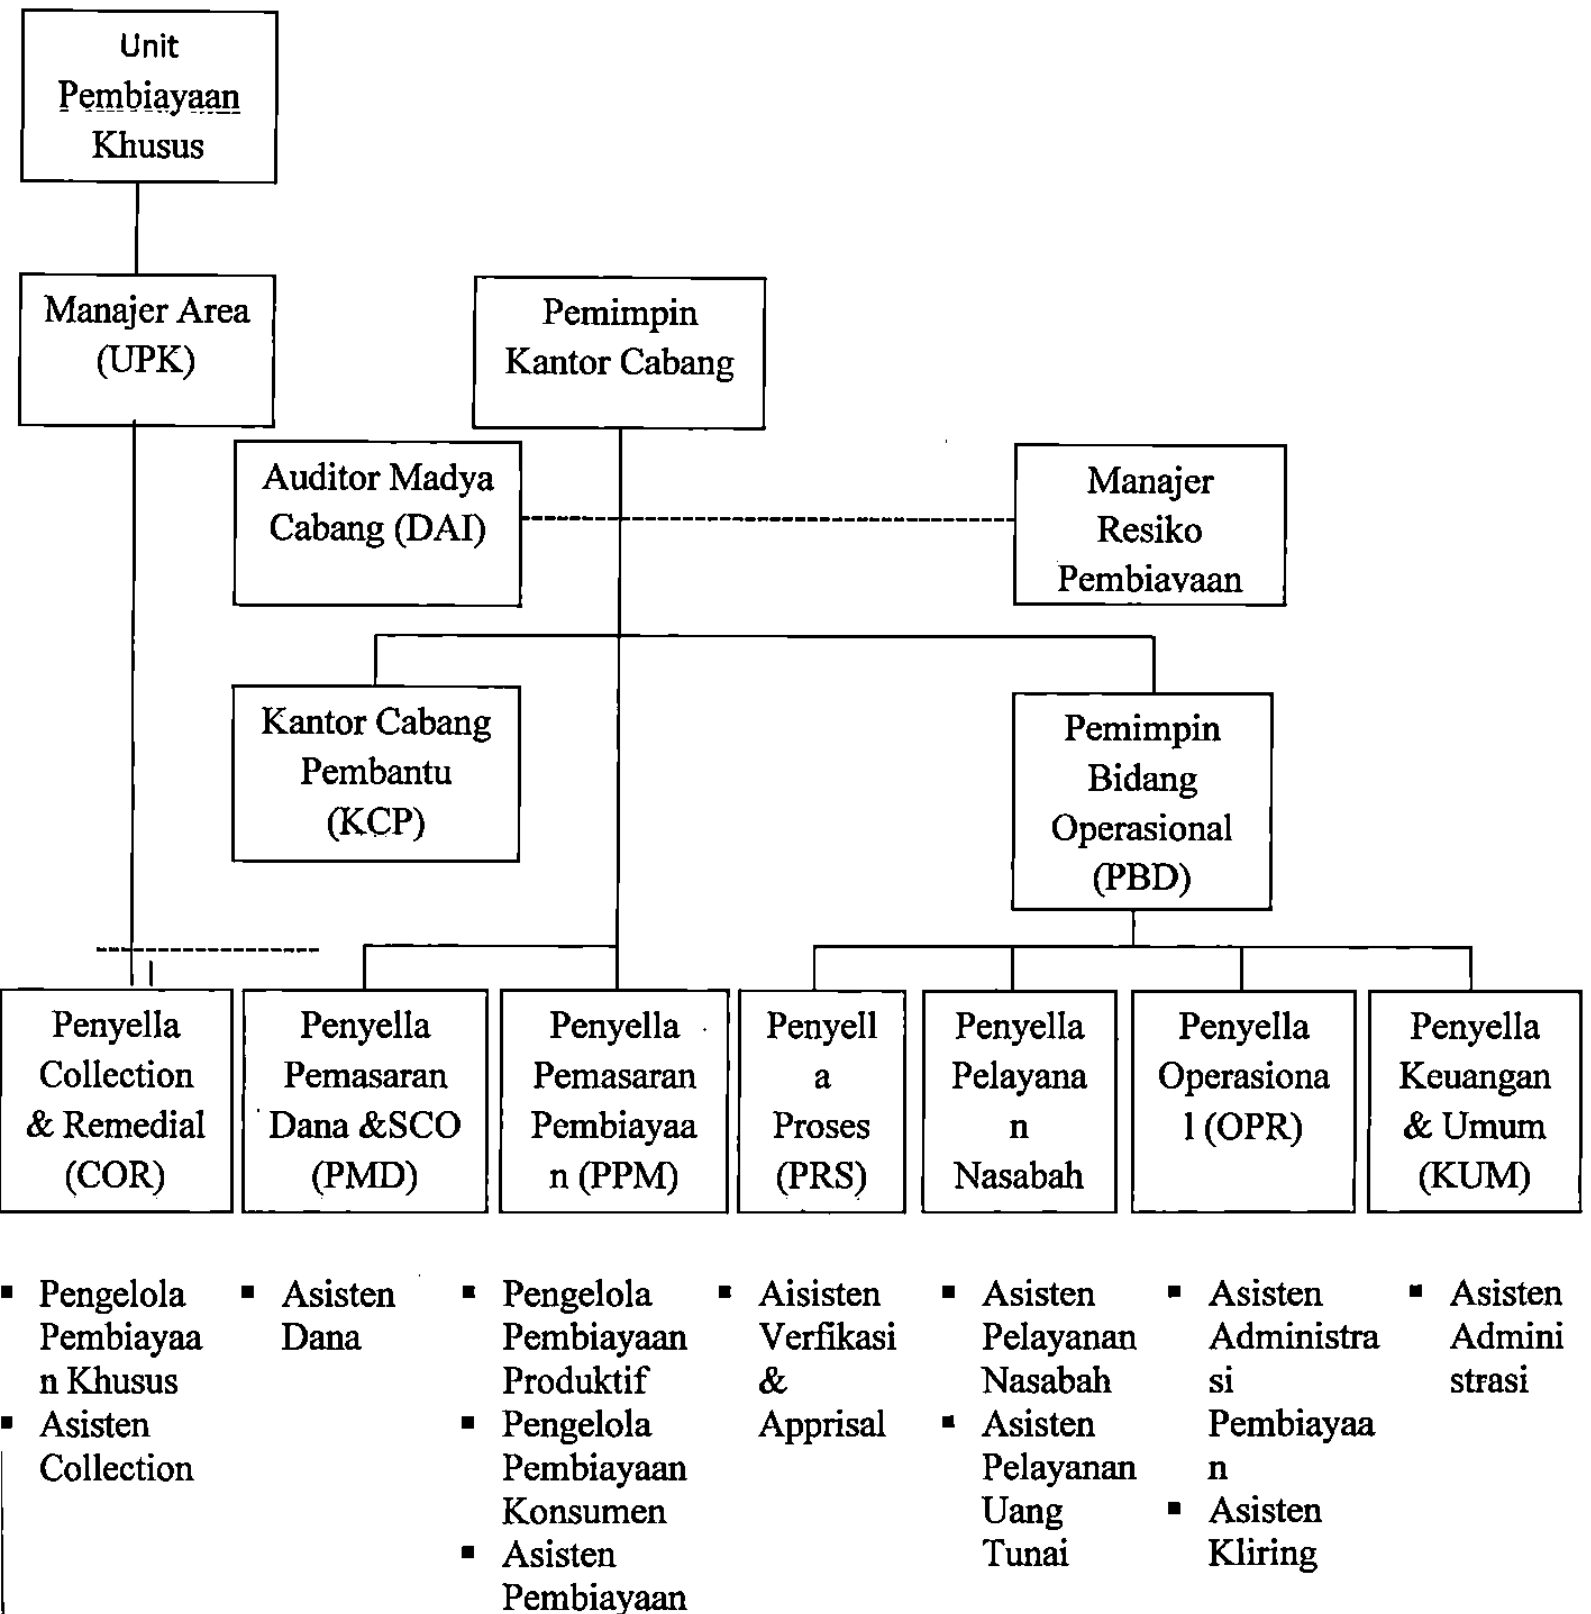 Unit
Pembiayaan
Khusus
Manajer Area
(UPK)
Pemimpin
Kantor Cabang
Auditor Madya
Cabang (DAI)
Manajer
Resiko
Pembiayaan
Kantor Cabang
Pembantu
(KCP)
Pemimpin
Bidang
Operasional
(PBD)
Penyella
Collection
& Remedial
(COR)
Penyella
Pemasaran
Dana &SCO
(PMD)
Penyella
Pemasaran
Pembiayaa
n (PPM)
Penyell
a
Proses
(PRS)
Penyella
Pelayana
n
Nasabah
Penyella
Operasiona
l (OPR)
Penyella
Keuangan
& Umum
(KUM)
▪ Pengelola
Pembiayaa
n Khusus
▪ Asisten
Collection
▪ Asisten
Dana
▪ Pengelola
Pembiayaan
Produktif
▪ Pengelola
Pembiayaan
Konsumen
▪ Asisten
Pembiayaan
▪ Aisisten
Verfikasi
&
Apprisal
▪ Asisten
Pelayanan
Nasabah
▪ Asisten
Pelayanan
Uang
Tunai
▪ Asisten
Administra
si
Pembiayaa
n
▪ Asisten
Kliring
▪ Asisten
Admini
strasi